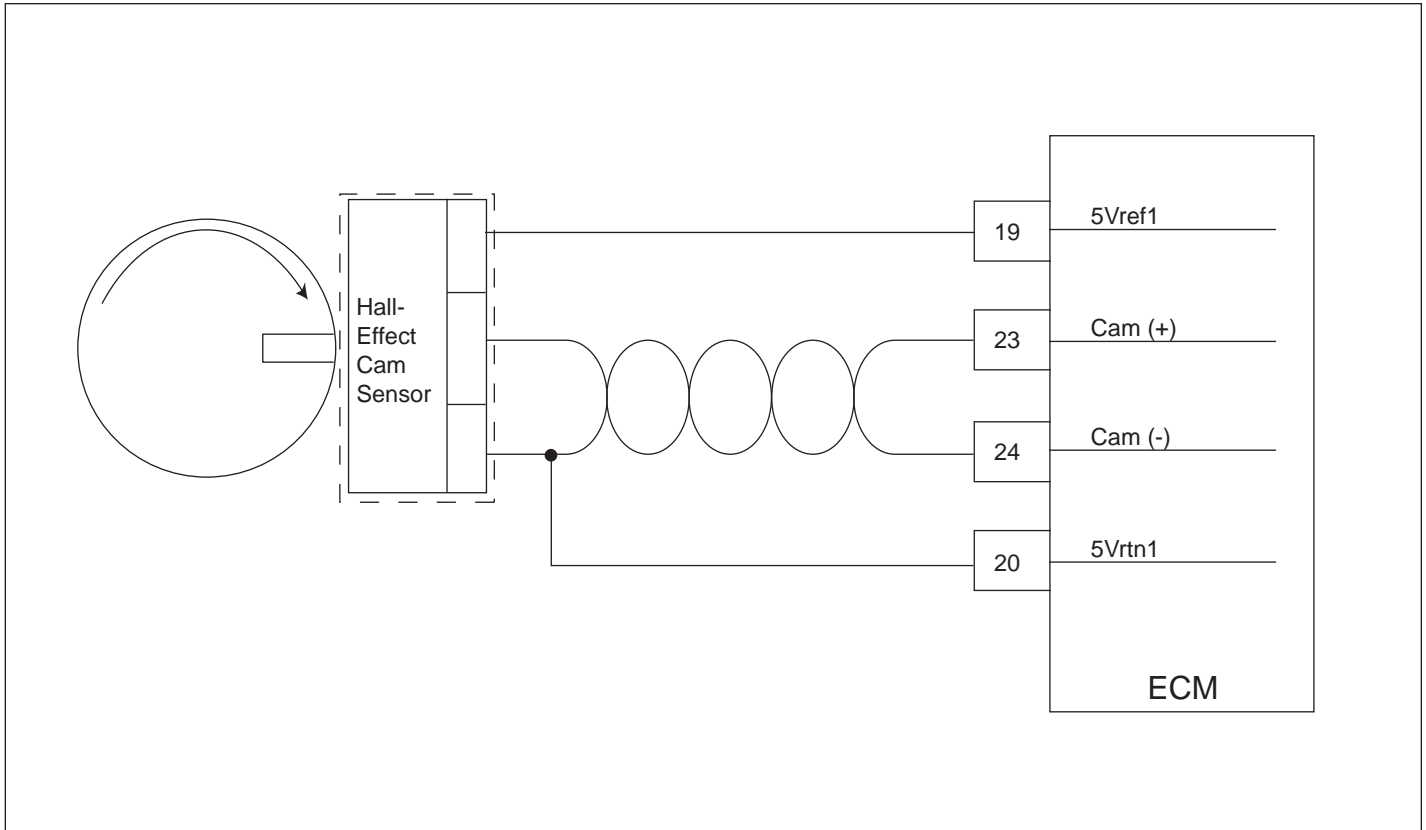 Hall-
Effect
Cam
Sensor
19
5Vref1
23
Cam (+)
24
Cam (-)
20
5Vrtn1
ECM